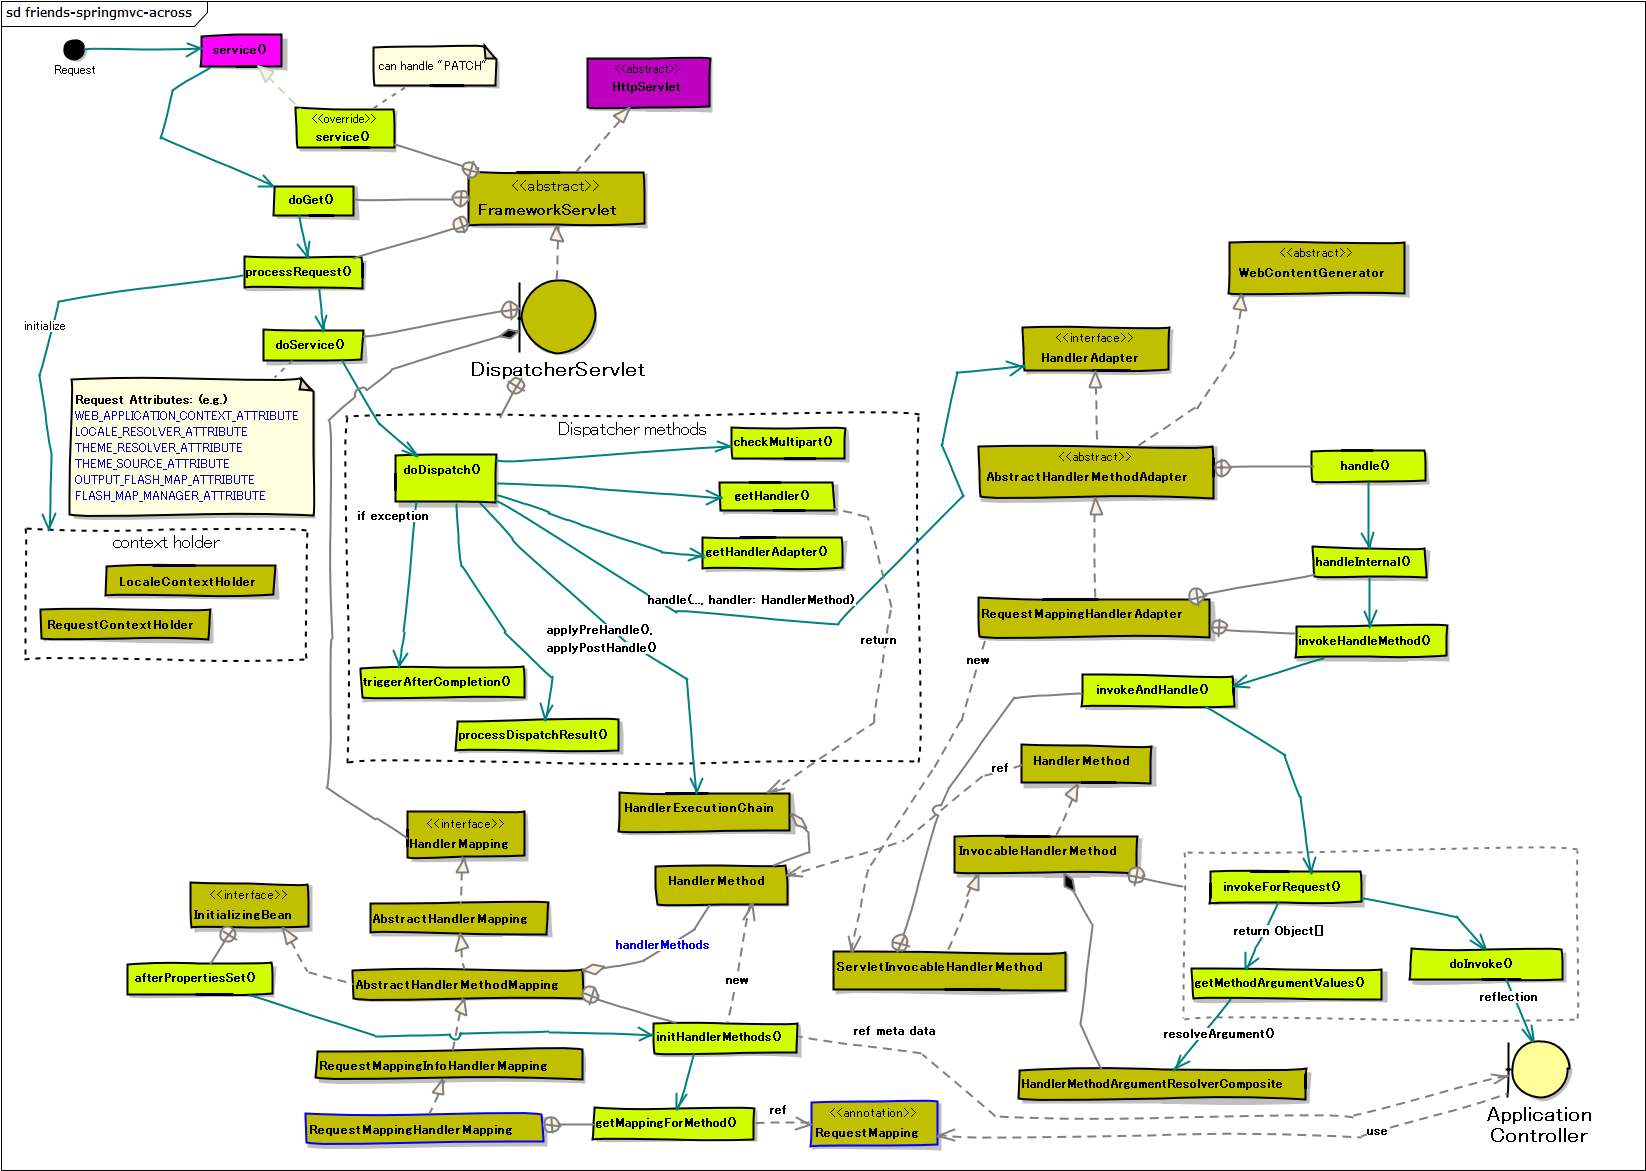 sd friends-springmvc-across
Request
service()
can handle "PATCH"
<<abstract>>
HttpServlet
<<override>>
service()
<<abstract>>
FrameworkServlet
doGet()
processRequest()
initialize
doService()
DispatcherServlet
Request Attributes: (e.g.)
WEB_APPLICATION_CONTEXT_ATTRIBUTE
LOCALE_RESOLVER_ATTRIBUTE
THEME_RESOLVER_ATTRIBUTE
THEME_SOURCE_ATTRIBUTE
OUTPUT_FLASH_MAP_ATTRIBUTE
FLASH_MAP_MANAGER_ATTRIBUTE
context holder
LocaleContextHolder
RequestContextHolder
Dispatcher methods
doDispatch()
checkMultipart()
getHandler()
getHandlerAdapter()
if exception
handle(..., handler: HandlerMethod)
applyPreHandle(),
applyPostHandle()
return
triggerAfterCompletion()
processDispatchResult()
<<abstract>>
WebContentGenerator
<<interface>>
HandlerAdapter
<<abstract>>
AbstractHandlerMethodAdapter
handle()
handleInternal()
RequestMappingHandlerAdapter
invokeHandleMethod()
new
invokeAndHandle()
HandlerMethod
ref
HandlerExecutionChain
<<interface>>
HandlerMapping
InvocableHandlerMethod
HandlerMethod
invokeForRequest()
<<interface>>
InitializingBean
AbstractHandlerMapping
handlerMethods
return Object[]
afterPropertiesSet()
AbstractHandlerMethodMapping
new
ServletInvocableHandlerMethod
doInvoke()
getMethodArgumentValues()
reflection
initHandlerMethods()
ref meta data
resolveArgument()
RequestMappingInfoHandlerMapping
HandlerMethodArgumentResolverComposite
RequestMappingHandlerMapping
getMappingForMethod()
ref
<<annotation>>
RequestMapping
use
Application
Controller